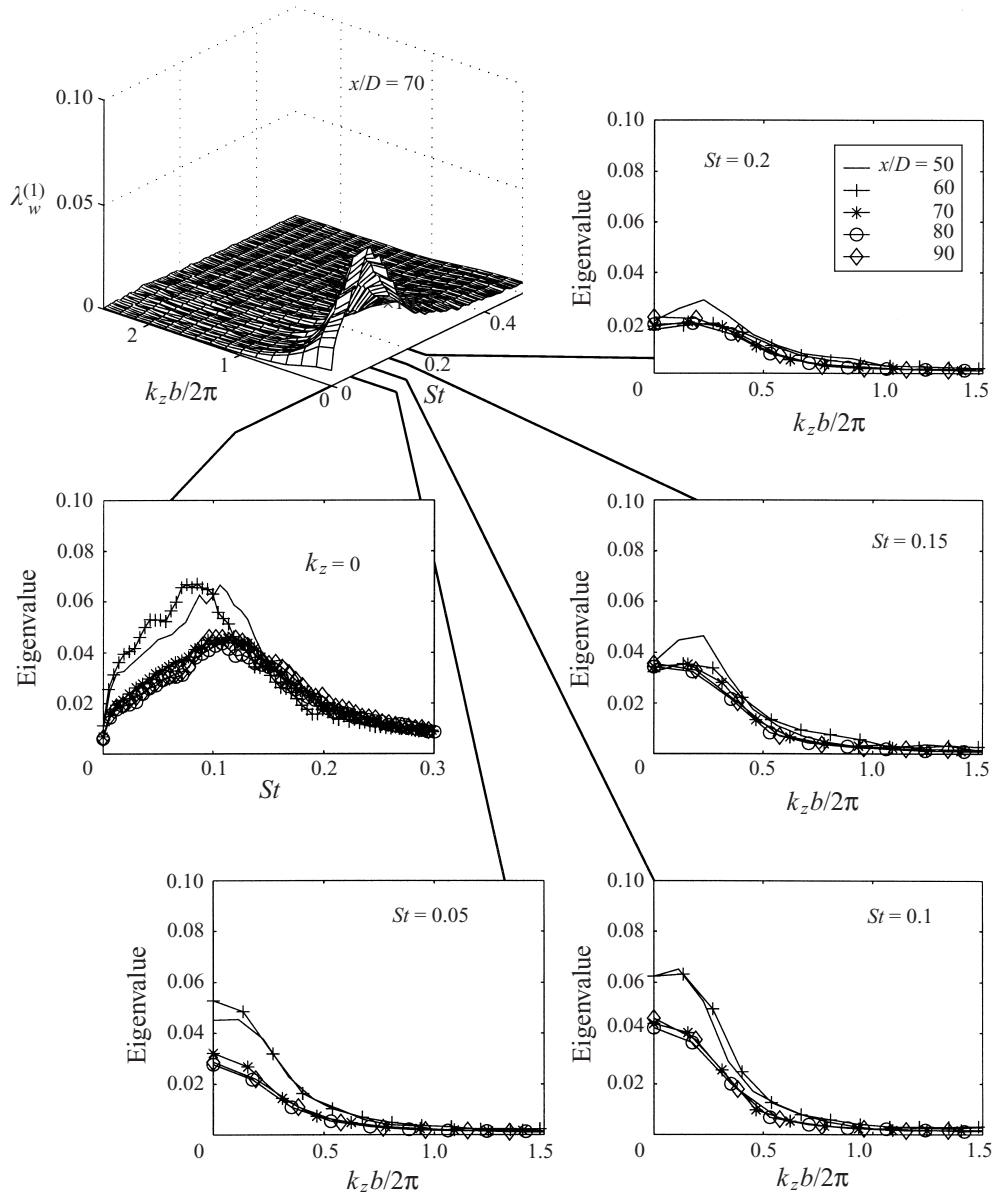 x/D = 70
0.10
0.05
0
λ_w^(1)
2
1
0
k_z b/2π
0
0.2
0.4
St
0.10
0.08
0.06
0.04
0.02
0
0.5
1.0
1.5
Eigenvalue
k_z b/2π
St = 0.2
x/D = 50
60
70
80
90
0.10
0.08
0.06
0.04
0.02
0
0.1
0.2
0.3
Eigenvalue
St
k_z = 0
0.10
0.08
0.06
0.04
0.02
0
0.5
1.0
1.5
Eigenvalue
k_z b/2π
St = 0.15
0.10
0.08
0.06
0.04
0.02
0
0.5
1.0
1.5
Eigenvalue
k_z b/2π
St = 0.05
0.10
0.08
0.06
0.04
0.02
0
0.5
1.0
1.5
Eigenvalue
k_z b/2π
St = 0.1